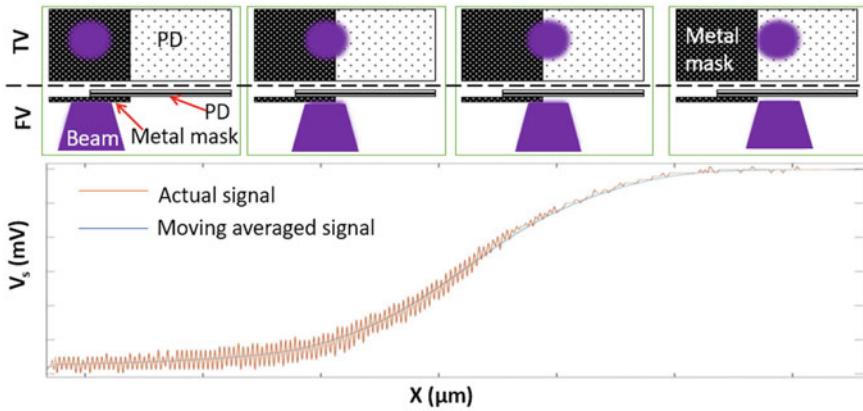 TV
PD
Metal
mask
FV
PD
Beam
Metal mask
Actual signal
Moving averaged signal
Vs (mV)
X (μm)